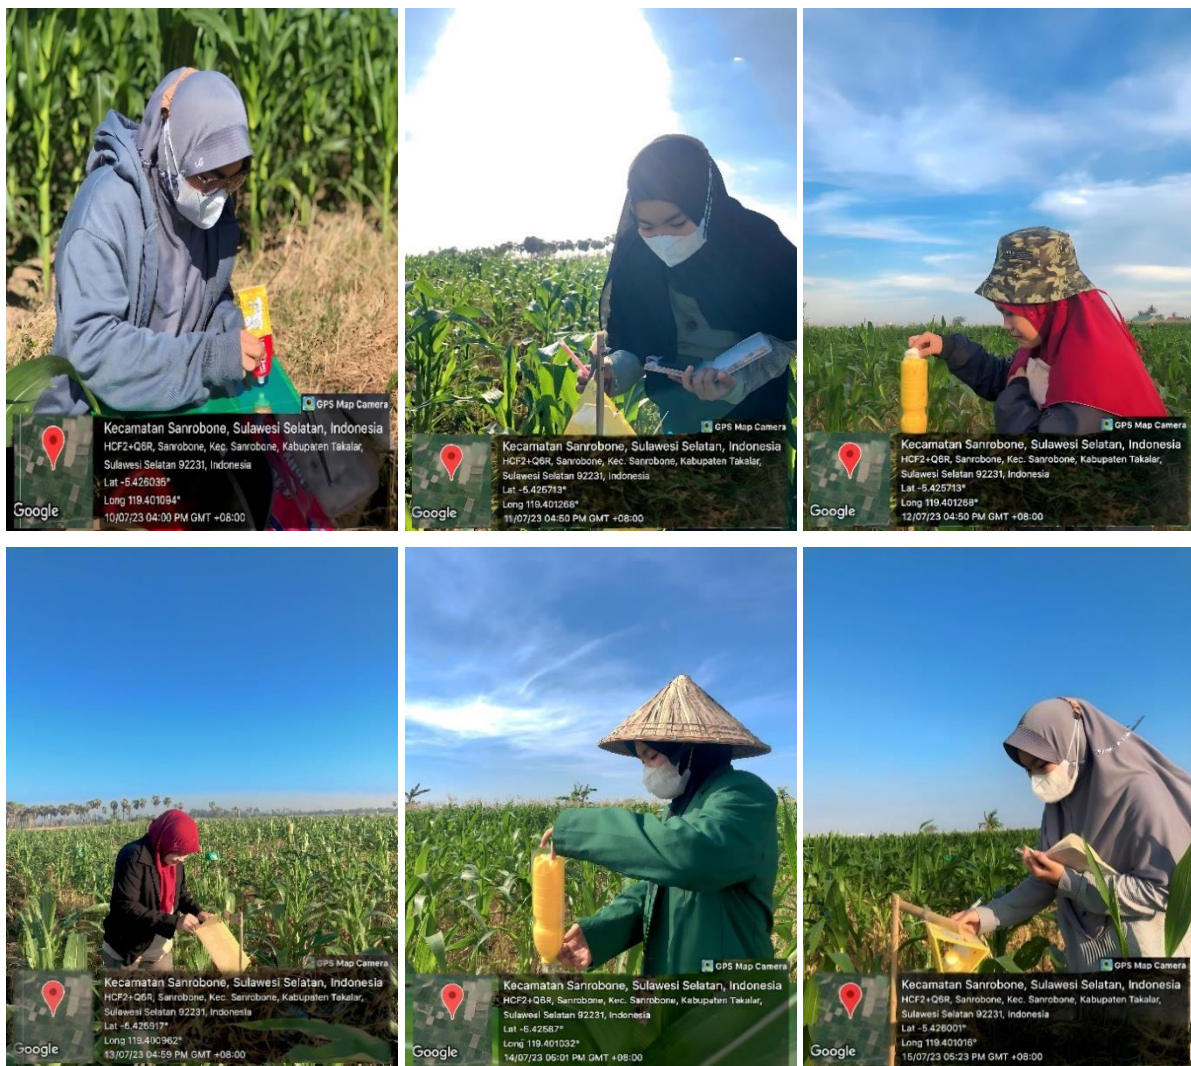 GPS Map Camera
Kecamatan Sanrobone, Sulawesi Selatan, Indonesia
HCF2+Q6R, Sanrobone, Kec. Sanrobone, Kabupaten Takalar,
Sulawesi Selatan 92231, Indonesia
Lat -5.426035°
Long 119.401094°
10/07/23 04:00 PM GMT +08:00
Google
GPS Map Camera
Kecamatan Sanrobone, Sulawesi Selatan, Indonesia
HCF2+Q6R, Sanrobone, Kec. Sanrobone, Kabupaten Takalar,
Sulawesi Selatan 92231, Indonesia
Lat -5.425713°
Long 119.401268°
11/07/23 04:50 PM GMT +08:00
Google
GPS Map Camera
Kecamatan Sanrobone, Sulawesi Selatan, Indonesia
HCF2+Q6R, Sanrobone, Kec. Sanrobone, Kabupaten Takalar,
Sulawesi Selatan 92231, Indonesia
Lat -5.425713°
Long 119.401268°
12/07/23 04:50 PM GMT +08:00
Google
GPS Map Camera
Kecamatan Sanrobone, Sulawesi Selatan, Indonesia
HCF2+Q6R, Sanrobone, Kec. Sanrobone, Kabupaten Takalar,
Sulawesi Selatan 92231, Indonesia
Lat -5.425917°
Long 119.400962°
13/07/23 04:59 PM GMT +08:00
Google
GPS Map Camera
Kecamatan Sanrobone, Sulawesi Selatan, Indonesia
HCF2+Q6R, Sanrobone, Kec. Sanrobone, Kabupaten Takalar,
Sulawesi Selatan 92231, Indonesia
Lat -5.42587°
Long 119.401032°
14/07/23 05:01 PM GMT +08:00
Google
GPS Map Camera
Kecamatan Sanrobone, Sulawesi Selatan, Indonesia
HCF2+Q6R, Sanrobone, Kec. Sanrobone, Kabupaten Takalar,
Sulawesi Selatan 92231, Indonesia
Lat -5.426001°
Long 119.401016°
15/07/23 05:23 PM GMT +08:00
Google